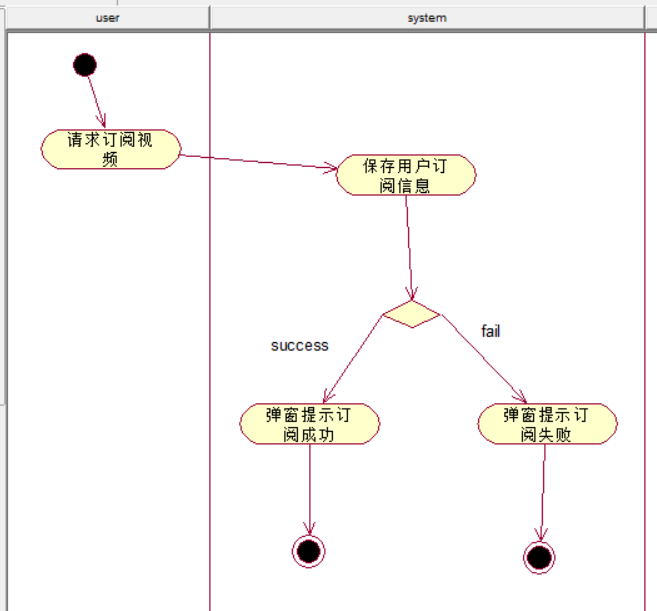 user
system
请求订阅视
频
保存用户订
阅信息
success
fail
弹窗提示订
阅成功
弹窗提示订
阅失败